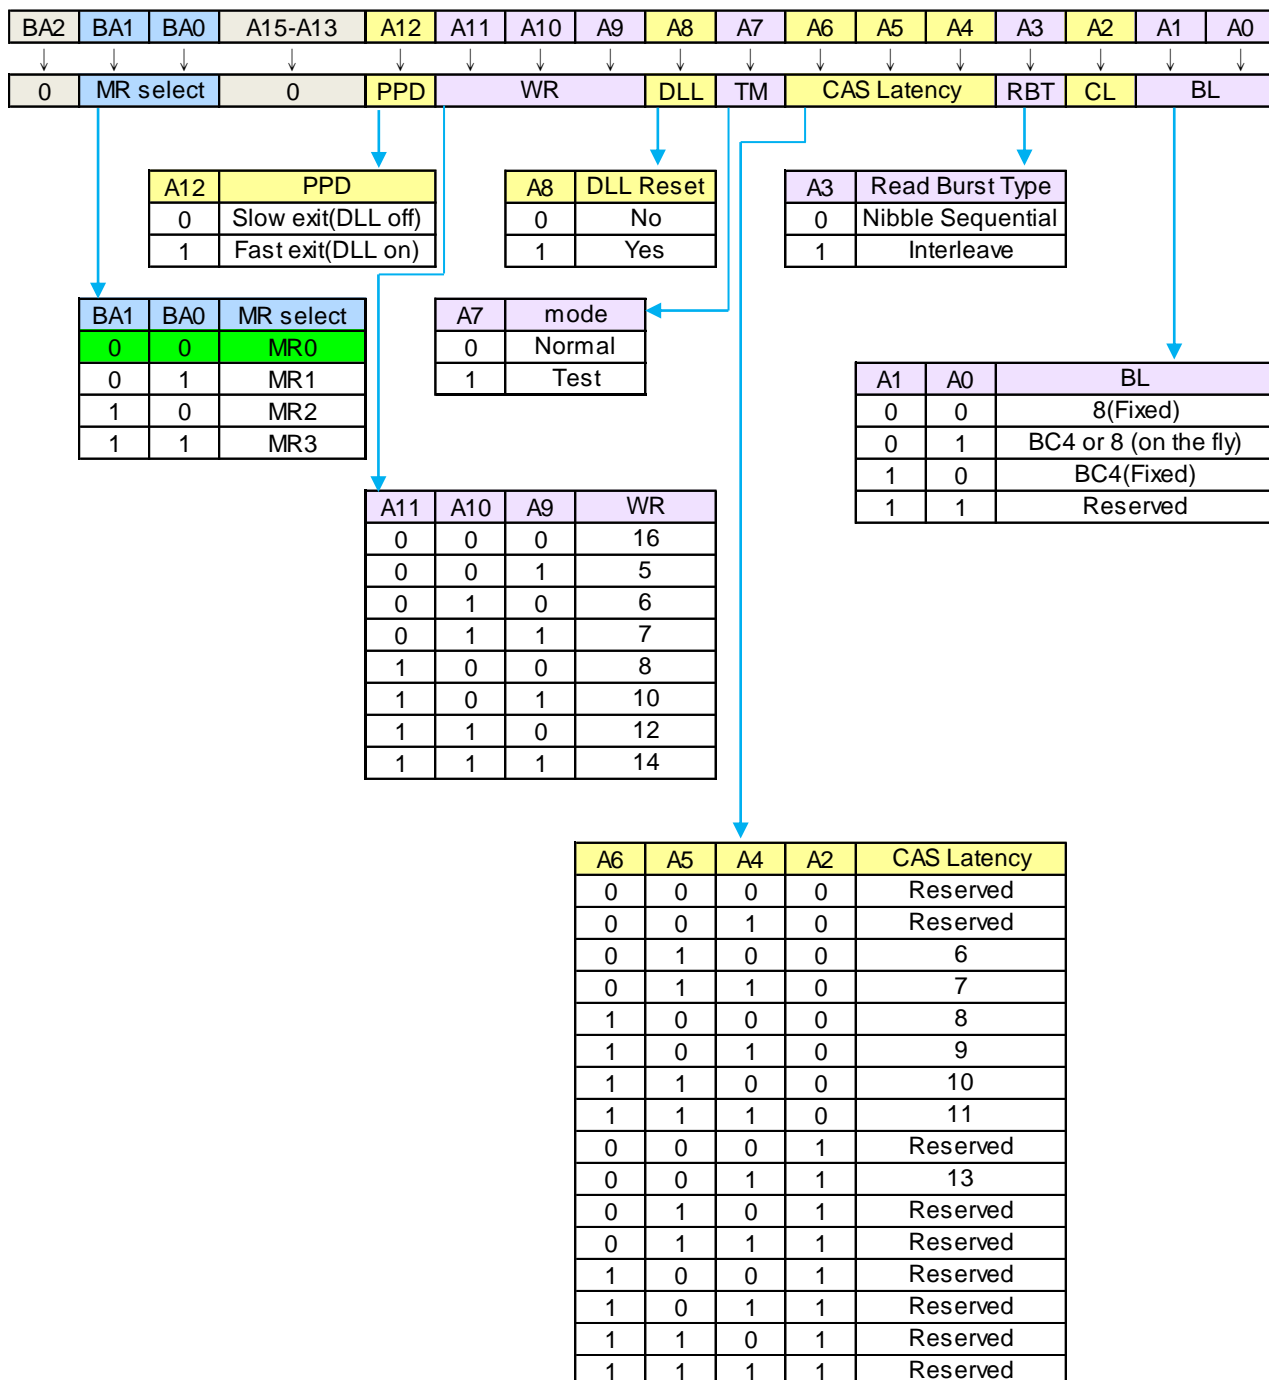 BA2 BA1 BA0 A15-A13 A12 A11 A10 A9 A8 A7 A6 A5 A4 A3 A2 A1 A0
0 MR select 0 PPD WR DLL TM CAS Latency RBT CL BL
A12 PPD
0 Slow exit(DLL off)
1 Fast exit(DLL on)
A8 DLL Reset
0 No
1 Yes
A3 Read Burst Type
0 Nibble Sequential
1 Interleave
BA1 BA0 MR select
0 0 MR0
0 1 MR1
1 0 MR2
1 1 MR3
A7 mode
0 Normal
1 Test
A1 A0 BL
0 0 8(Fixed)
0 1 BC4 or 8 (on the fly)
1 0 BC4(Fixed)
1 1 Reserved
A11 A10 A9 WR
0 0 0 16
0 0 1 5
0 1 0 6
0 1 1 7
1 0 0 8
1 0 1 10
1 1 0 12
1 1 1 14
A6 A5 A4 A2 CAS Latency
0 0 0 0 Reserved
0 0 1 0 Reserved
0 1 0 0 6
0 1 1 0 7
1 0 0 0 8
1 0 1 0 9
1 1 0 0 10
1 1 1 0 11
0 0 0 1 Reserved
0 0 1 1 13
0 1 0 1 Reserved
0 1 1 1 Reserved
1 0 0 1 Reserved
1 0 1 1 Reserved
1 1 0 1 Reserved
1 1 1 1 Reserved